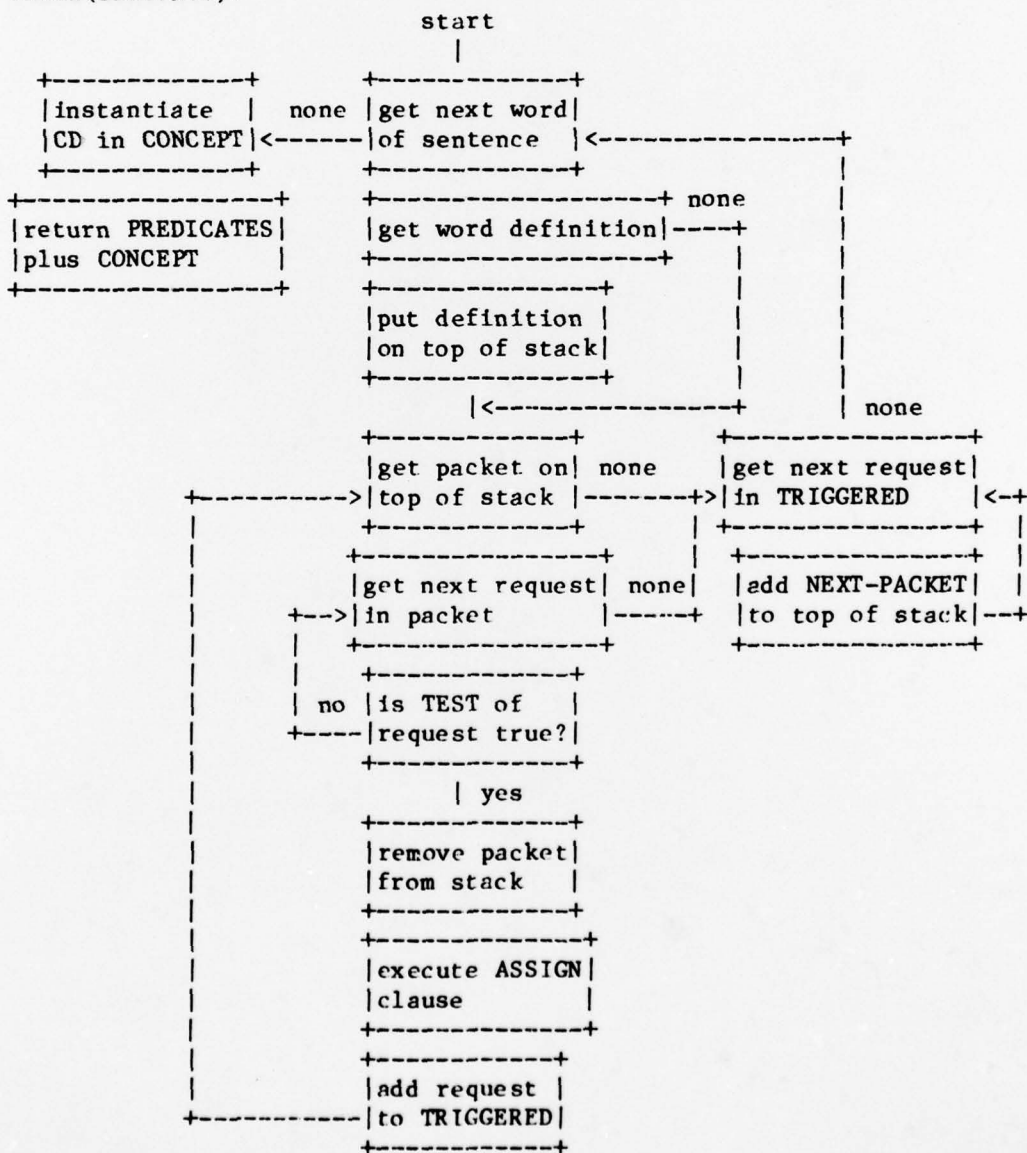 start
instantiate
CD in CONCEPT
none
get next word
of sentence
return PREDICATES
plus CONCEPT
get word definition
none
put definition
on top of stack
none
get packet on
top of stack
none
get next request
in TRIGGERED
get next request
in packet
none
add NEXT-PACKET
to top of stack
no
is TEST of
request true?
yes
remove packet
from stack
execute ASSIGN
clause
add request
to TRIGGERED